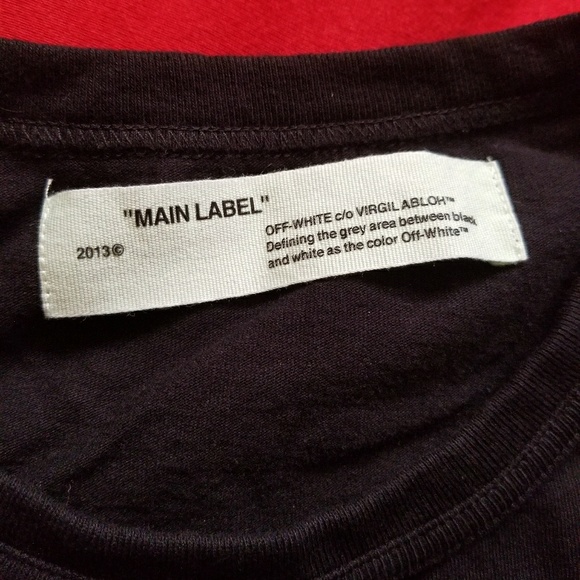 "MAIN LABEL"
2013©
OFF-WHITE c/o VIRGIL ABLOH™
Defining the grey area between black
and white as the color Off-White™